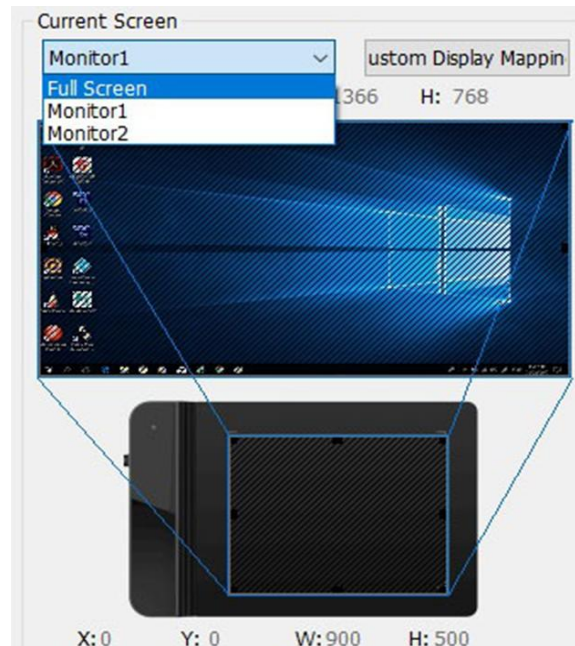 Current Screen
Monitor1
ustom Display Mappin
Full Screen
1366 H: 768
Monitor1
Monitor2
X: 0 Y: 0 W: 900 H: 500